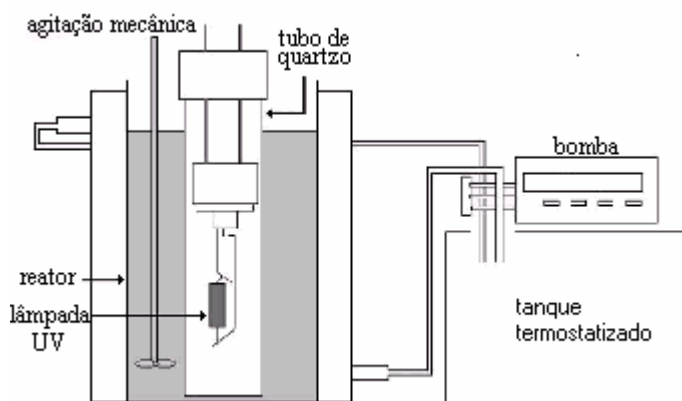 agitação mecânica
tubo de
quartzo
bomba
reator
lâmpada
UV
tanque
termostatizado